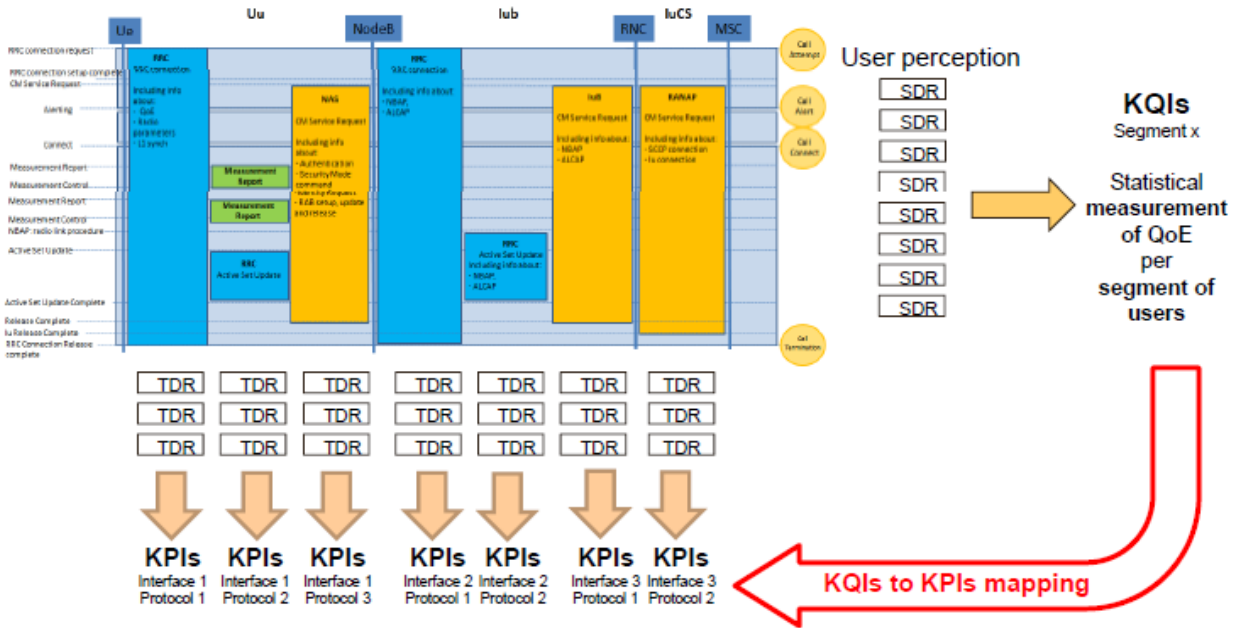 Uu
Iub
IuCS
Ue
NodeB
RNC
MSC
RRC connection request
RRC connection setup complete
CM Service Request
Alerting
Connect
Measurement Report
Measurement Control
Measurement Report
Measurement Control
NBAP: radio link procedure
Active Set Update
Active Set Update Complete
Release Complete
Iu Release Complete
RRC Connection Release
complete
RRC
RRC connection
Including info
about:
- QoE
- Radio
parameters
- L1 synch
Measurement
Report
Measurement
Report
RRC
Active Set Update
NAS
CM Service Request
Including info
about:
- Authentication
- Security Mode
command
- Identity Request
- RAB setup, update
and release
RRC
RRC connection
Including info about:
- NBAP,
- ALCAP
RRC
Active Set Update
Including info about:
- NBAP,
- ALCAP
IuB
CM Service Request
Including info about:
- NBAP
- ALCAP
RANAP
CM Service Request
Including info about:
- SCCP connection
- Iu connection
Call
Attempt
Call
Alert
Call
Connect
Call
Termination
User perception
SDR
SDR
SDR
SDR
SDR
SDR
SDR
SDR
KQIs
Segment x
Statistical
measurement
of QoE
per
segment of
users
TDR TDR TDR TDR TDR TDR TDR
TDR TDR TDR TDR TDR TDR TDR
TDR TDR TDR TDR TDR TDR TDR
KPIs KPIs KPIs KPIs KPIs KPIs KPIs
Interface 1 Interface 1 Interface 1 Interface 2 Interface 2 Interface 3 Interface 3
Protocol 1 Protocol 2 Protocol 3 Protocol 1 Protocol 2 Protocol 1 Protocol 2
KQIs to KPIs mapping